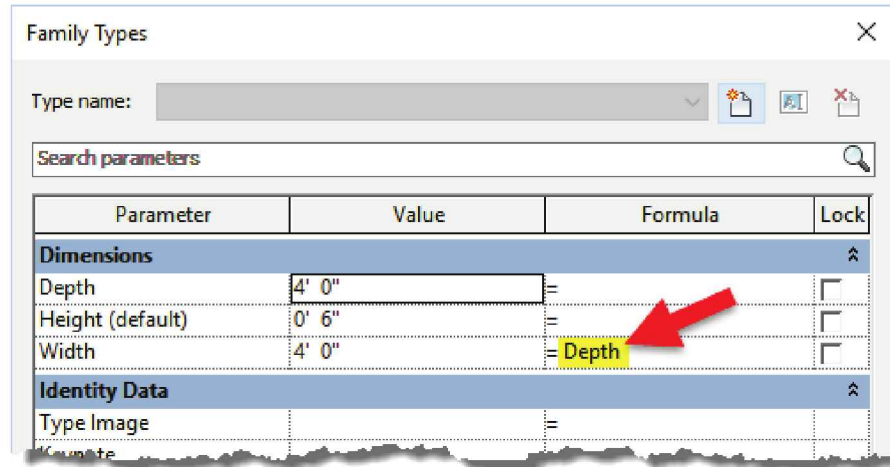 Family Types
Type name:
Search parameters
Parameter Value Formula Lock
Dimensions
Depth 4' 0" =
Height (default) 0' 6" =
Width 4' 0" = Depth
Identity Data
Type Image =